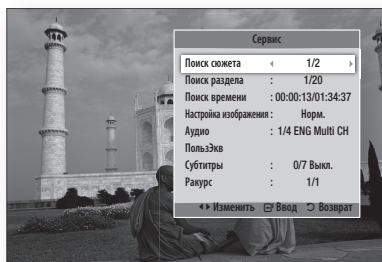 Сервис
Поиск сюжета ◂ 1/2 ▸
Поиск раздела : 1/20
Поиск времени : 00:00:13/01:34:37
Настройка изображения : Норм.
Аудио : 1/4 ENG Multi CH
ПользЭкв
Субтитры : 0/7 Выкл.
Ракурс : 1/1
◂▸ Изменить Ввод Возврат